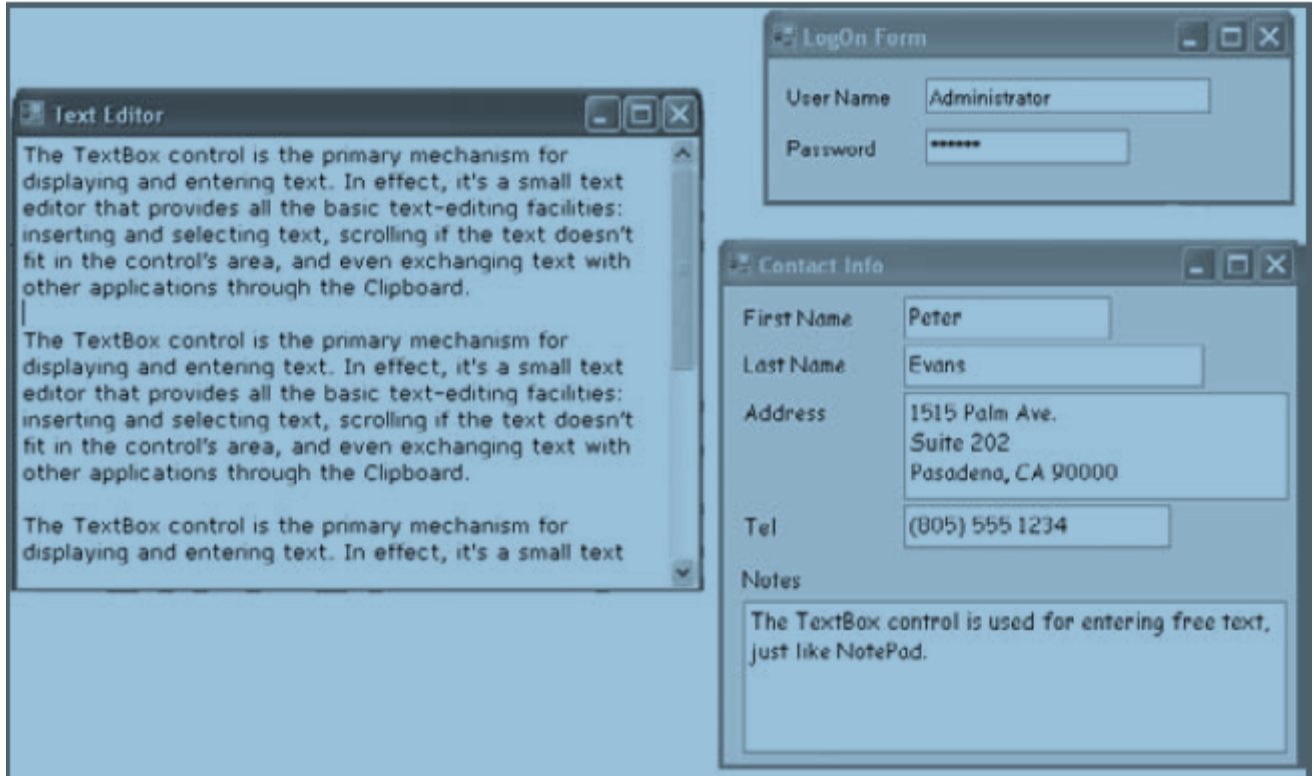 Text Editor
The TextBox control is the primary mechanism for
displaying and entering text. In effect, it's a small text
editor that provides all the basic text-editing facilities:
inserting and selecting text, scrolling if the text doesn't
fit in the control's area, and even exchanging text with
other applications through the Clipboard.
The TextBox control is the primary mechanism for
displaying and entering text. In effect, it's a small text
editor that provides all the basic text-editing facilities:
inserting and selecting text, scrolling if the text doesn't
fit in the control's area, and even exchanging text with
other applications through the Clipboard.
The TextBox control is the primary mechanism for
displaying and entering text. In effect, it's a small text
LogOn Form
User Name Administrator
Password ******
Contact Info
First Name Peter
Last Name Evans
Address 1515 Palm Ave.
Suite 202
Pasadena, CA 90000
Tel (805) 555 1234
Notes
The TextBox control is used for entering free text,
just like NotePad.